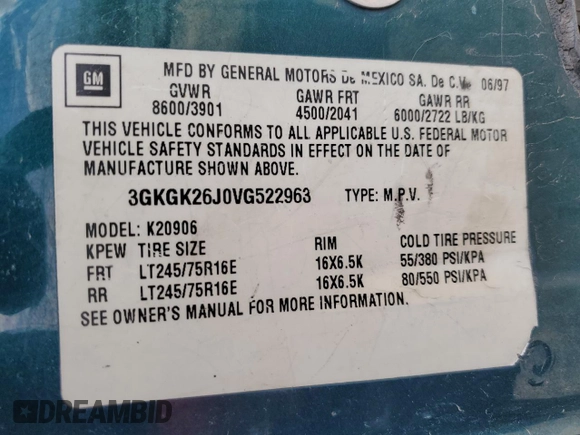 GM
MFD BY GENERAL MOTORS De MEXICO SA. De C.V. 06/97
GVWR GAWR FRT GAWR RR
8600/3901 4500/2041 6000/2722 LB/KG
THIS VEHICLE CONFORMS TO ALL APPLICABLE U.S. FEDERAL MOTOR
VEHICLE SAFETY STANDARDS IN EFFECT ON THE DATE OF
MANUFACTURE SHOWN ABOVE.
3GKGK26J0VG522963 TYPE: M.P.V.
MODEL: K20906
KPEW TIRE SIZE RIM COLD TIRE PRESSURE
FRT LT245/75R16E 16X6.5K 55/380 PSI/KPA
RR LT245/75R16E 16X6.5K 80/550 PSI/KPA
SEE OWNER'S MANUAL FOR MORE INFORMATION.
DREAMBID